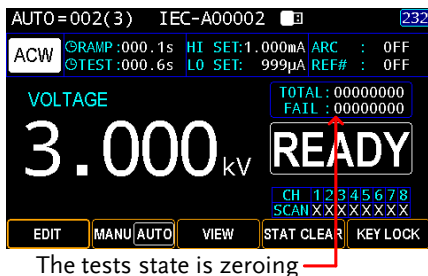 AUTO=002(3) IEC-A00002 232
ACW RAMP:000.1s HI SET:1.000mA ARC : OFF
TEST:000.6s LO SET: 999µA REF# : OFF
VOLTAGE
TOTAL:00000000
FAIL :00000000
3.000kV
READY
CH 12345678
SCAN XXXXXXXX
EDIT MANU AUTO VIEW STAT CLEAR KEY LOCK
The tests state is zeroing